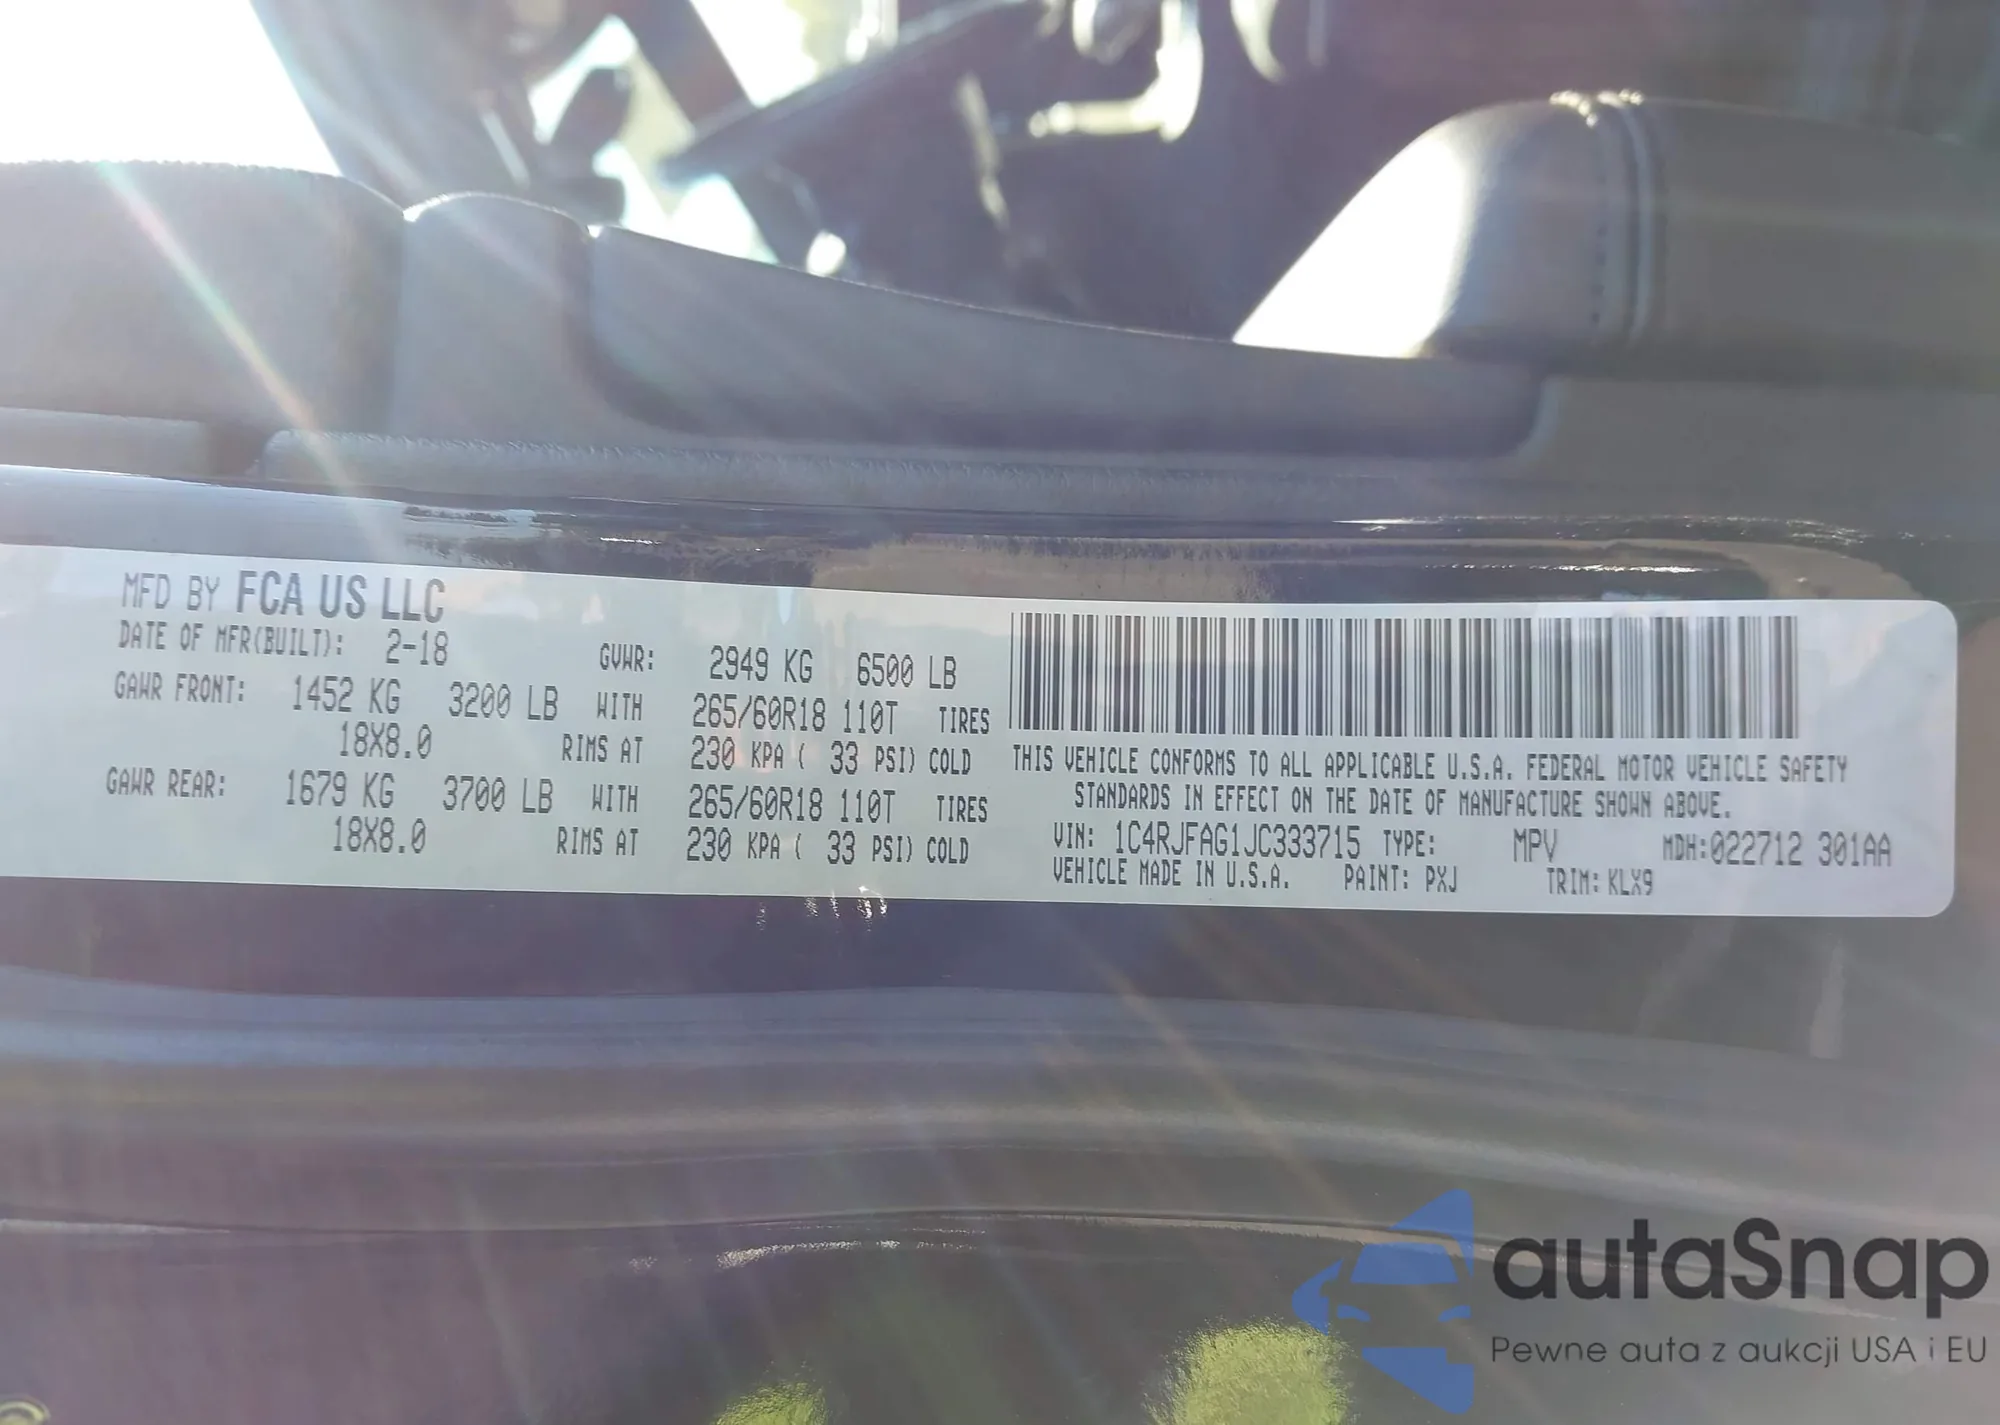 MFD BY FCA US LLC
DATE OF MFR(BUILT): 2-18 GVWR: 2949 KG 6500 LB
GAWR FRONT: 1452 KG 3200 LB WITH 265/60R18 110T TIRES
18X8.0 RIMS AT 230 KPA ( 33 PSI) COLD
GAWR REAR: 1679 KG 3700 LB WITH 265/60R18 110T TIRES
18X8.0 RIMS AT 230 KPA ( 33 PSI) COLD
THIS VEHICLE CONFORMS TO ALL APPLICABLE U.S.A. FEDERAL MOTOR VEHICLE SAFETY
STANDARDS IN EFFECT ON THE DATE OF MANUFACTURE SHOWN ABOVE.
VIN: 1C4RJFAG1JC333715 TYPE: MPV MDH:022712 301AA
VEHICLE MADE IN U.S.A. PAINT: PXJ TRIM: KLX9
autaSnap
Pewne auta z aukcji USA i EU